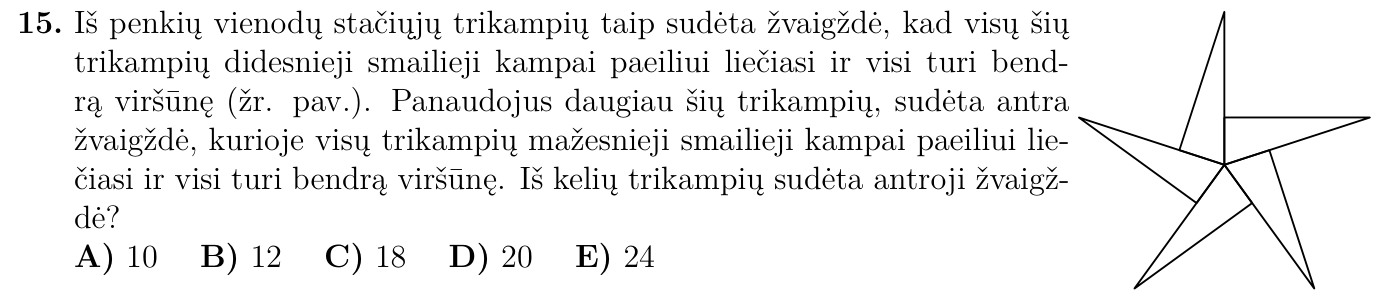 15. Iš penkių vienodų stačiųjų trikampių taip sudėta žvaigždė, kad visų šių
trikampių didesnieji smailieji kampai paeiliui liečiasi ir visi turi bend-
rą viršūnę (žr. pav.). Panaudojus daugiau šių trikampių, sudėta antra
žvaigždė, kurioje visų trikampių mažesnieji smailieji kampai paeiliui lie-
čiasi ir visi turi bendrą viršūnę. Iš kelių trikampių sudėta antroji žvaigž-
dė?
A) 10 B) 12 C) 18 D) 20 E) 24